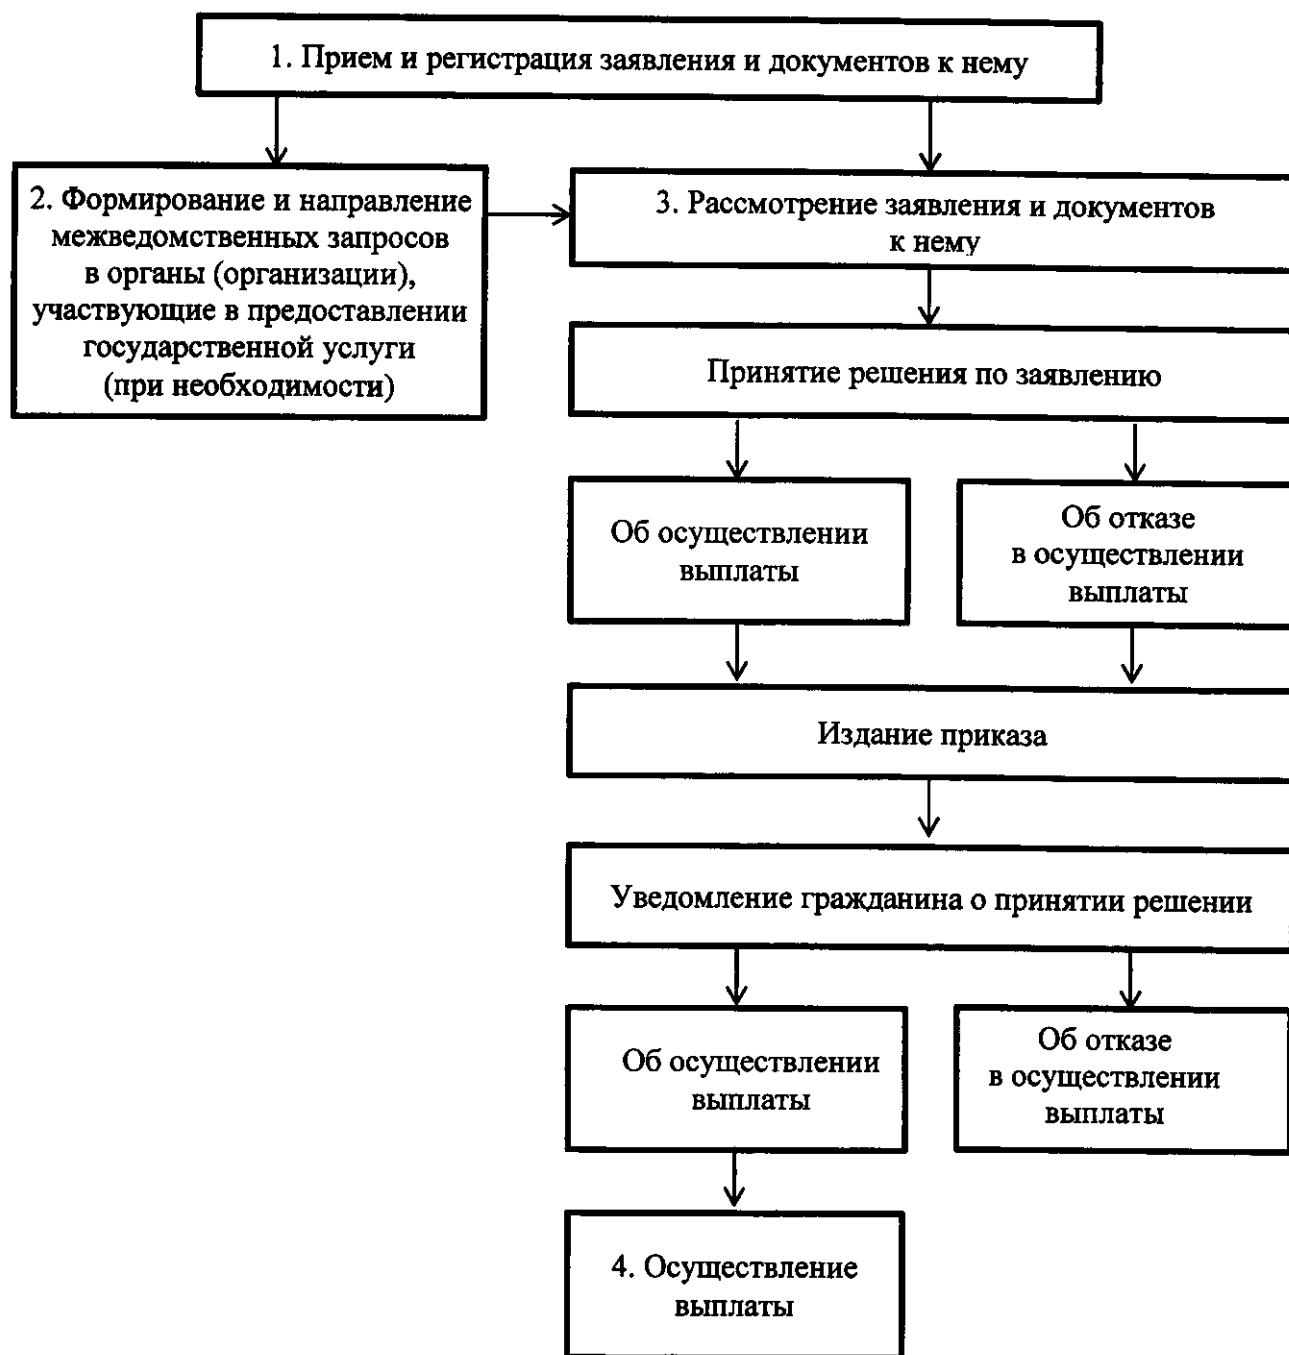 1. Прием и регистрация заявления и документов к нему
2. Формирование и направление
межведомственных запросов
в органы (организации),
участвующие в предоставлении
государственной услуги
(при необходимости)
3. Рассмотрение заявления и документов
к нему
Принятие решения по заявлению
Об осуществлении
выплаты
Об отказе
в осуществлении
выплаты
Издание приказа
Уведомление гражданина о принятии решении
Об осуществлении
выплаты
Об отказе
в осуществлении
выплаты
4. Осуществление
выплаты